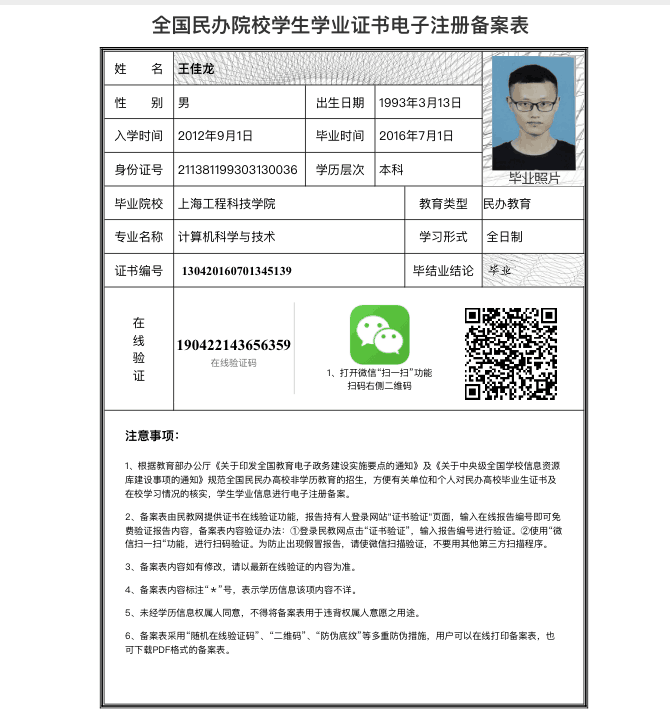 全国民办院校学生学业证书电子注册备案表
姓 名 王佳龙
性 别 男 出生日期 1993年3月13日
入学时间 2012年9月1日 毕业时间 2016年7月1日
身份证号 211381199303130036 学历层次 本科
毕业照片
毕业院校 上海工程科技学院 教育类型 民办教育
专业名称 计算机科学与技术 学习形式 全日制
证书编号 130420160701345139 毕结业结论 毕业
在线验证
190422143656359
在线验证码
1、打开微信“扫一扫”功能
扫码右侧二维码
注意事项：
1、根据教育部办公厅《关于印发全国教育电子政务建设实施要点的通知》及《关于中央级全国学校信息资源
库建设事项的通知》规范全国民民办高校非学历教育的招生，方便有关单位和个人对民办高校毕业生证书及
在校学习情况的核实，学生学业信息进行电子注册备案。
2、备案表由民教网提供证书在线验证功能，报告持有人登录网站"证书验证"页面，输入在线报告编号即可免
费验证报告内容，备案表内容验证办法：①登录民教网点击“证书验证”，输入报告编号进行验证。②使用“微
信扫一扫”功能，进行扫码验证。为防止出现假冒报告，请使微信扫描验证，不要用其他第三方扫描程序。
3、备案表内容如有修改，请以最新在线验证的内容为准。
4、备案表内容标注“＊”号，表示学历信息该项内容不详。
5、未经学历信息权属人同意，不得将备案表用于违背权属人意愿之用途。
6、备案表采用“随机在线验证码”、“二维码”、“防伪底纹”等多重防伪措施，用户可以在线打印备案表，也
可下载PDF格式的备案表。